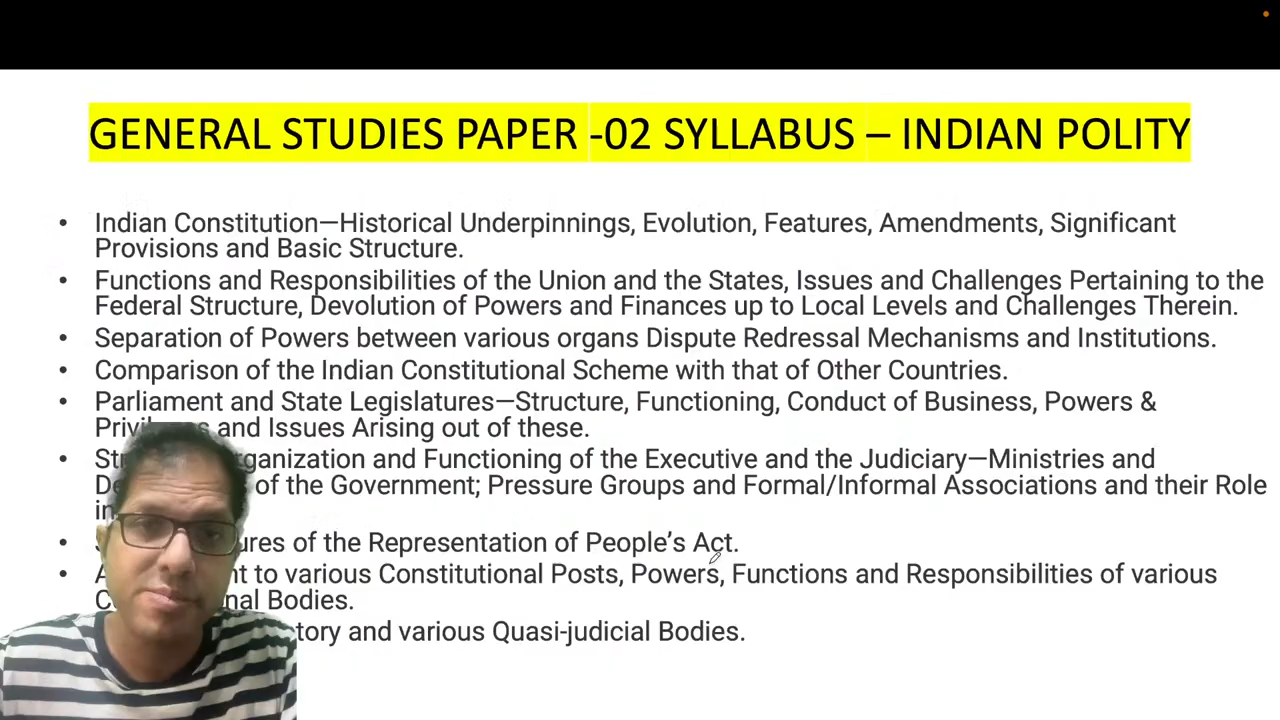 GENERAL STUDIES PAPER -02 SYLLABUS – INDIAN POLITY
• Indian Constitution—Historical Underpinnings, Evolution, Features, Amendments, Significant
Provisions and Basic Structure.
• Functions and Responsibilities of the Union and the States, Issues and Challenges Pertaining to the
Federal Structure, Devolution of Powers and Finances up to Local Levels and Challenges Therein.
• Separation of Powers between various organs Dispute Redressal Mechanisms and Institutions.
• Comparison of the Indian Constitutional Scheme with that of Other Countries.
• Parliament and State Legislatures—Structure, Functioning, Conduct of Business, Powers &
and Issues Arising out of these.
• and Functioning of the Executive and the Judiciary—Ministries and
of the Government; Pressure Groups and Formal/Informal Associations and their Role
• of the Representation of People's Act.
• to various Constitutional Posts, Powers, Functions and Responsibilities of various
Bodies.
and various Quasi-judicial Bodies.